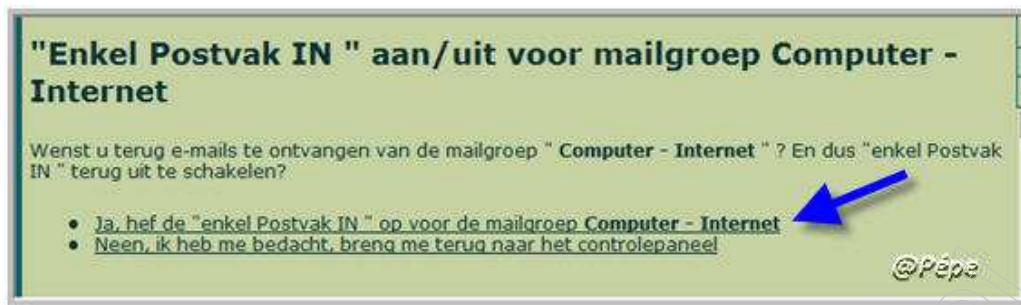 "Enkel Postvak IN " aan/uit voor mailgroep Computer -
Internet
Wenst u terug e-mails te ontvangen van de mailgroep " Computer - Internet " ? En dus "enkel Postvak
IN " terug uit te schakelen?
• Ja, hef de "enkel Postvak IN " op voor de mailgroep Computer - Internet
• Neen, ik heb me bedacht, breng me terug naar het controlepaneel
@Pépe